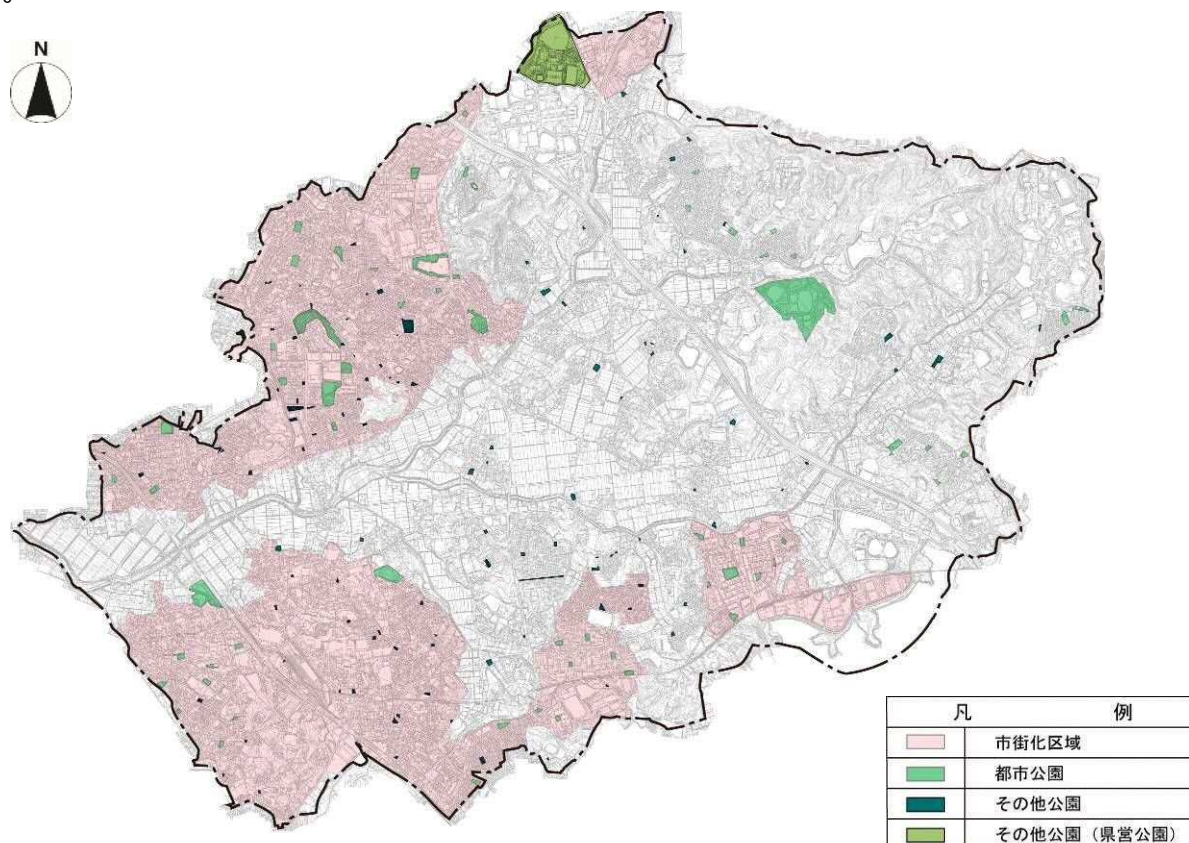 N
凡 例
市街化区域
都市公園
その他公園
その他公園（県営公園）